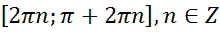 [2πn; π + 2πn], n ∈ Z